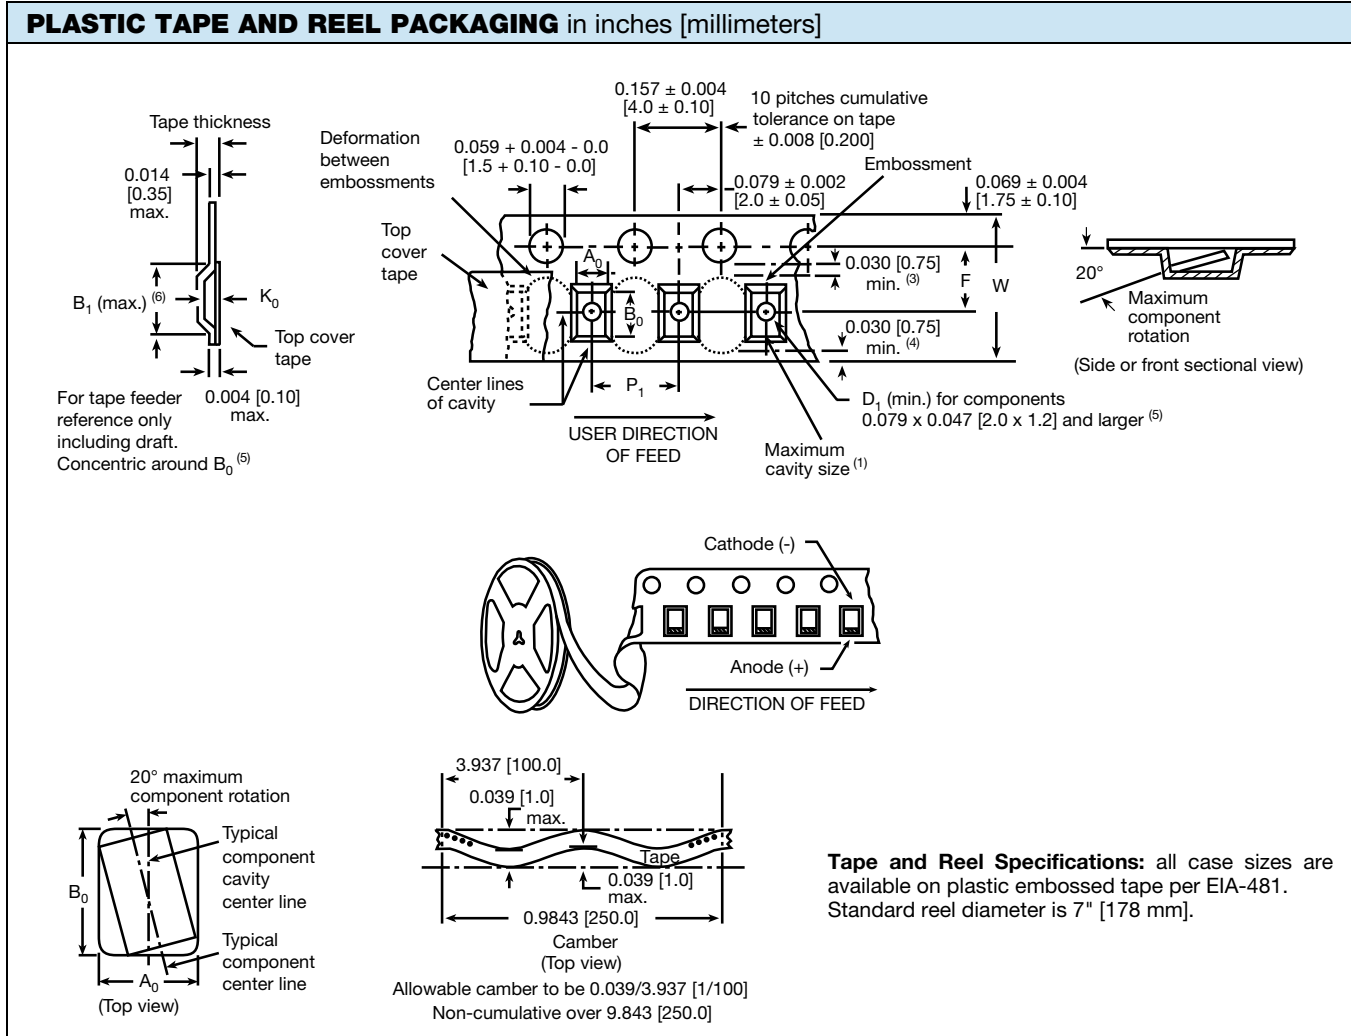 PLASTIC TAPE AND REEL PACKAGING in inches [millimeters]
Tape thickness
0.014
[0.35]
max.
B1 (max.) (6)
K0
Top cover
tape
0.004 [0.10]
max.
For tape feeder
reference only
including draft.
Concentric around B0 (5)
Deformation
between
embossments
Top
cover
tape
0.059 + 0.004 - 0.0
[1.5 + 0.10 - 0.0]
0.157 ± 0.004
[4.0 ± 0.10]
10 pitches cumulative
tolerance on tape
± 0.008 [0.200]
Embossment
0.079 ± 0.002
[2.0 ± 0.05]
0.069 ± 0.004
[1.75 ± 0.10]
A0
B0
0.030 [0.75]
min. (3)
F
W
0.030 [0.75]
min. (4)
Center lines
of cavity
P1
USER DIRECTION
OF FEED
D1 (min.) for components
0.079 x 0.047 [2.0 x 1.2] and larger (5)
Maximum
cavity size (1)
20°
Maximum
component
rotation
(Side or front sectional view)
Cathode (-)
Anode (+)
DIRECTION OF FEED
20° maximum
component rotation
Typical
component
cavity
center line
B0
Typical
component
center line
A0
(Top view)
3.937 [100.0]
0.039 [1.0]
max.
Tape
0.039 [1.0]
max.
0.9843 [250.0]
Camber
(Top view)
Allowable camber to be 0.039/3.937 [1/100]
Non-cumulative over 9.843 [250.0]
Tape and Reel Specifications: all case sizes are
available on plastic embossed tape per EIA-481.
Standard reel diameter is 7" [178 mm].